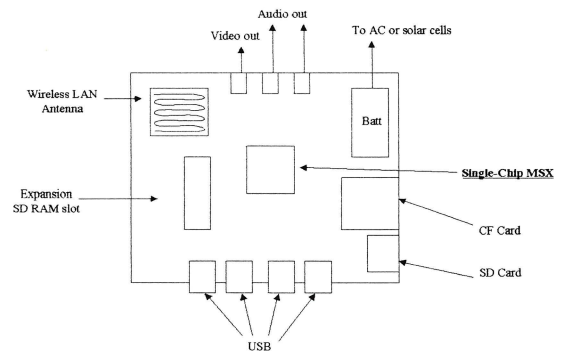 Audio out
Video out
To AC or solar cells
Wireless LAN
Antenna
Batt
Single-Chip MSX
Expansion
SD RAM slot
CF Card
SD Card
USB